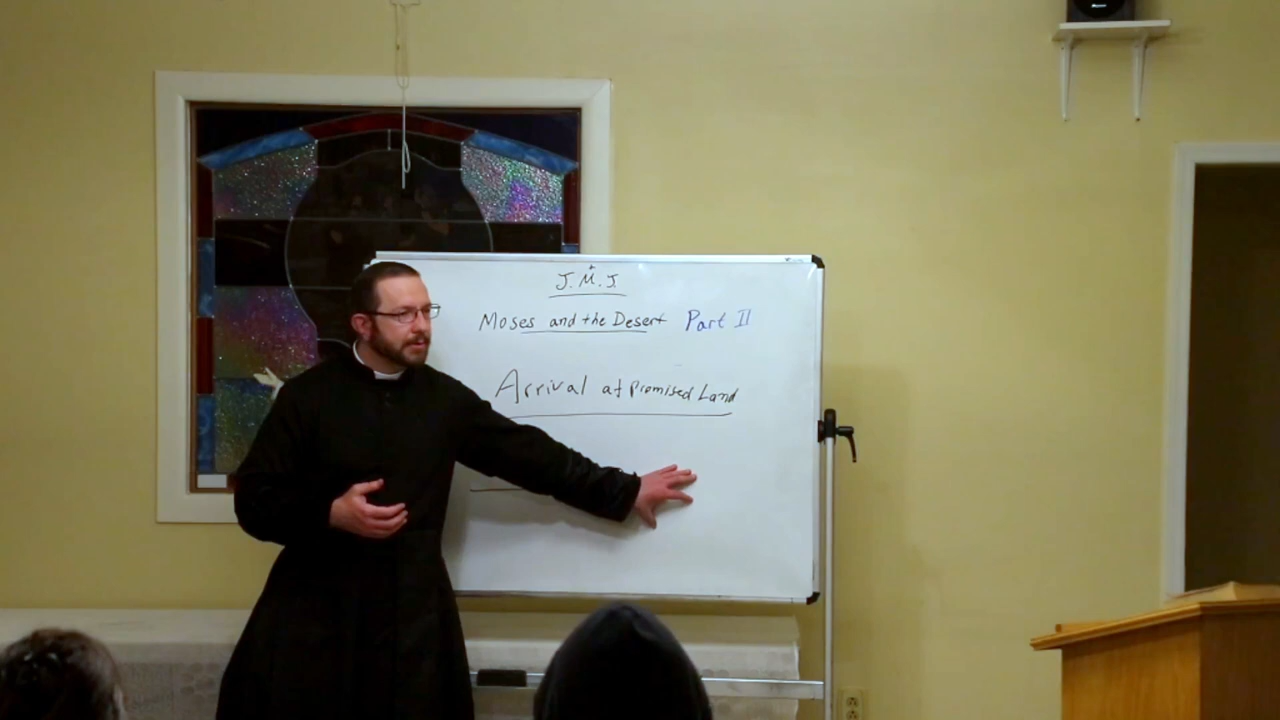 J.M.J.
Moses and the Desert Part II
Arrival at Promised Land